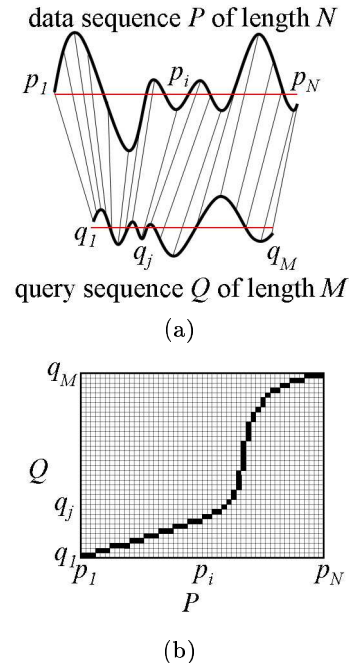 data sequence P of length N
p1 pi pN
q1 qj qM
query sequence Q of length M
(a)
qM
Q
qj
q1
p1 pi pN
P
(b)